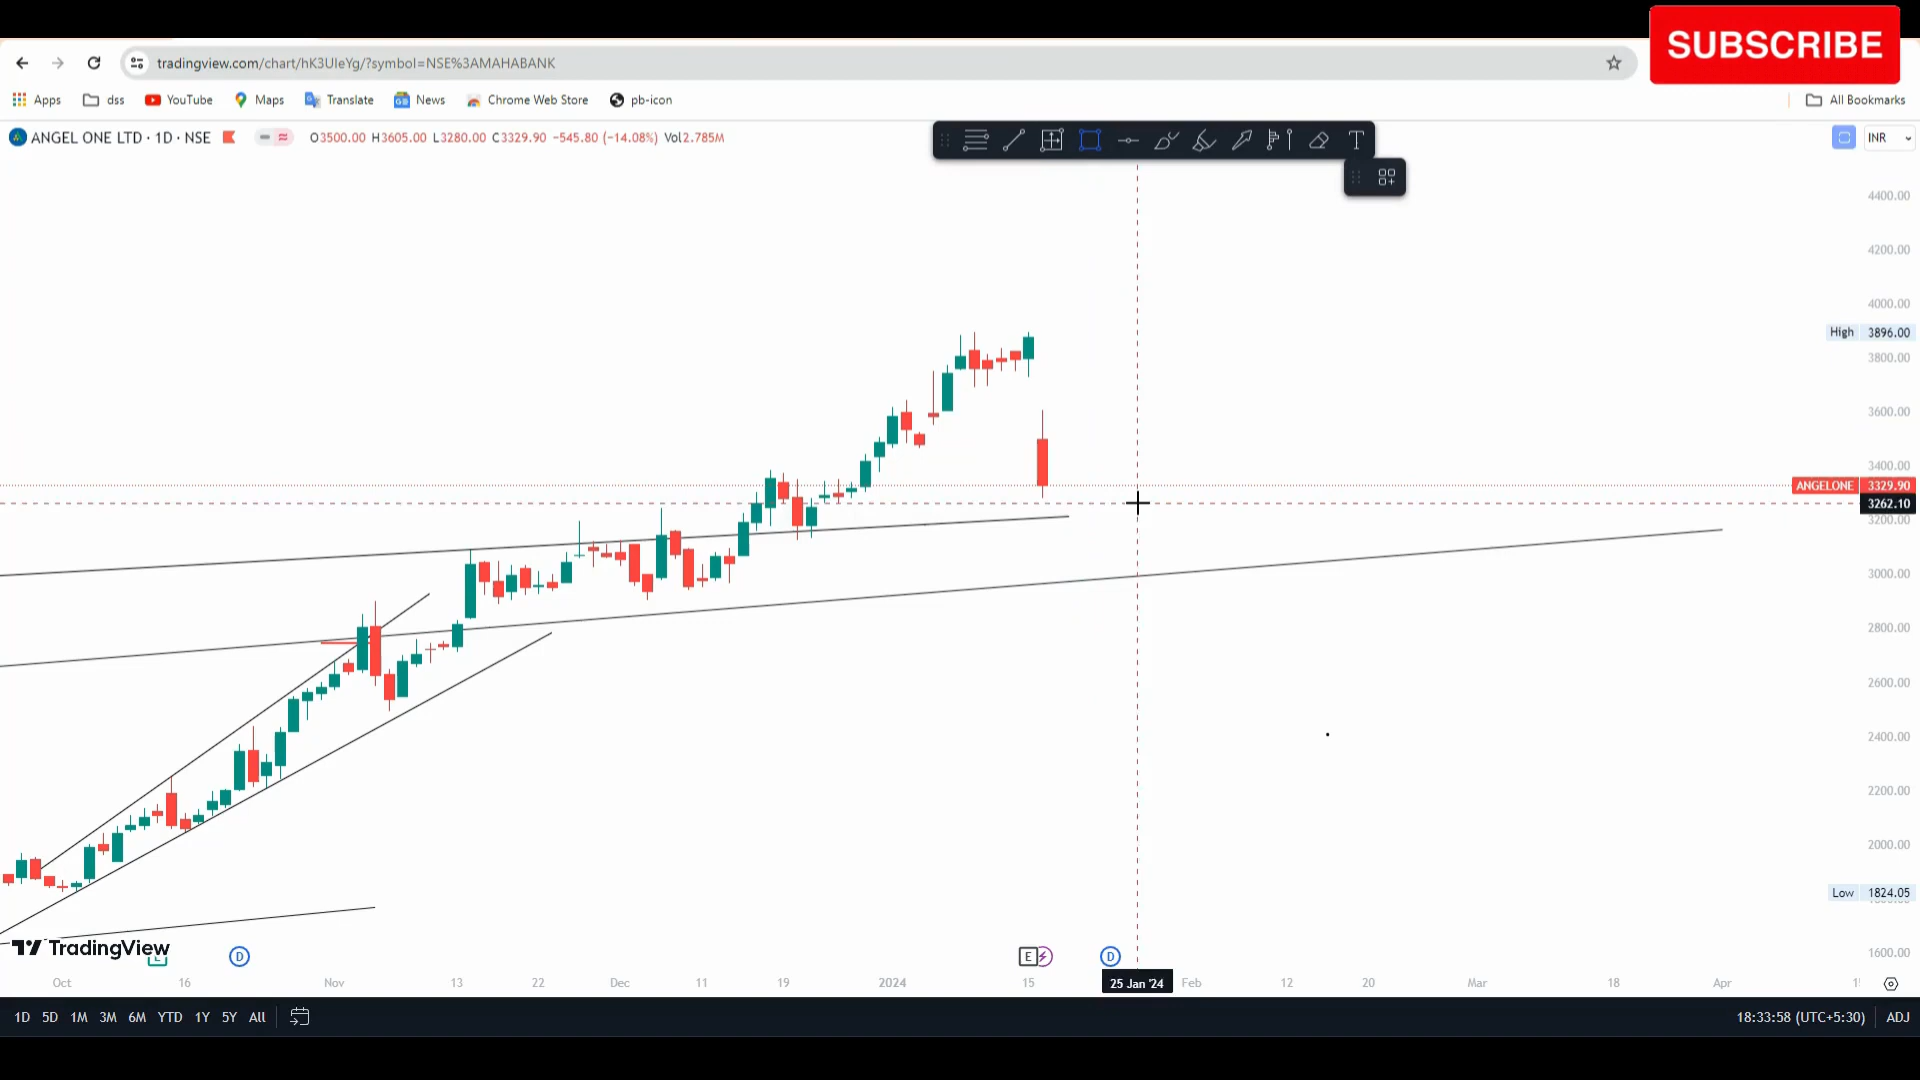 SUBSCRIBE
tradingview.com/chart/hK3UIeYg/?symbol=NSE%3AMAHABANK
Apps dss YouTube Maps Translate News Chrome Web Store pb-icon All Bookmarks
ANGEL ONE LTD · 1D · NSE O3500.00 H3605.00 L3280.00 C3329.90 −545.80 (−14.08%) Vol2.785M
INR
4400.00
4200.00
4000.00
High 3896.00
3800.00
3600.00
3400.00
ANGELONE 3329.90
3262.10
3200.00
3000.00
2800.00
2600.00
2400.00
2200.00
2000.00
Low 1824.05
1600.00
TradingView
E D E D
Oct 16 Nov 13 22 Dec 11 19 2024 15 25 Jan '24 Feb 12 20 Mar 18 Apr
1D 5D 1M 3M 6M YTD 1Y 5Y All 18:33:58 (UTC+5:30) ADJ